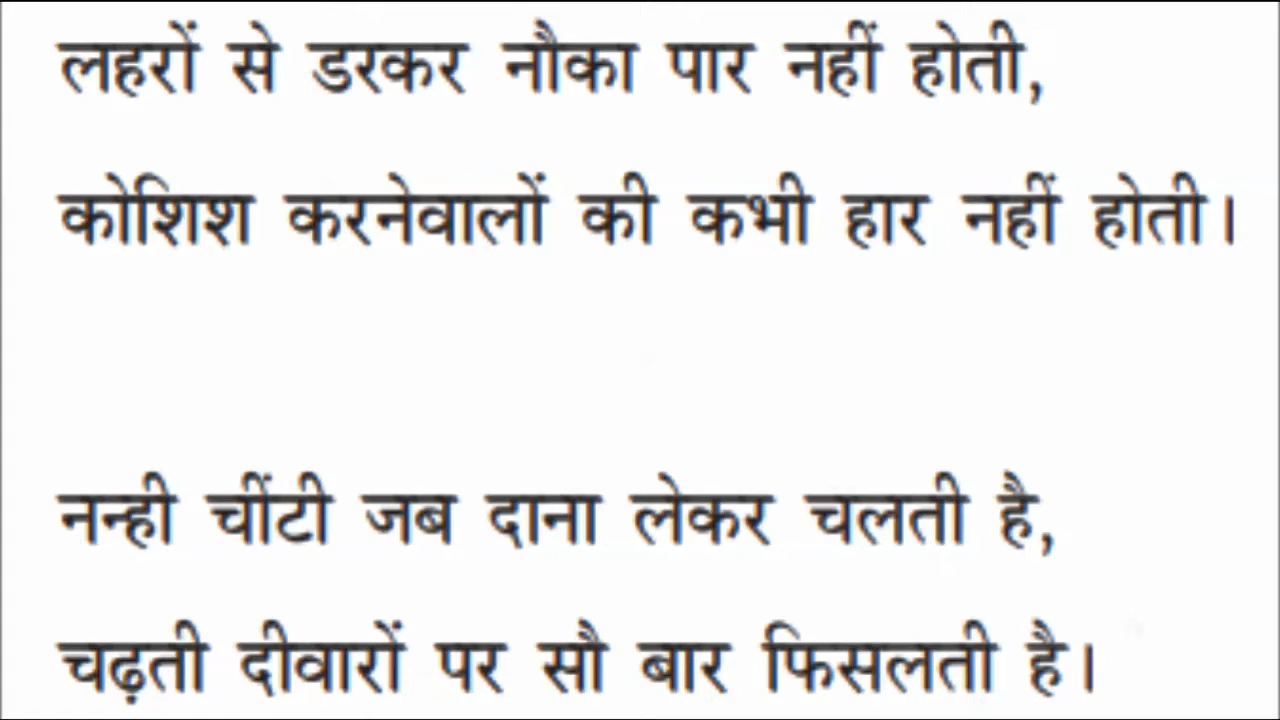 लहरों से डरकर नौका पार नहीं होती,
कोशिश करनेवालों की कभी हार नहीं होती।
नन्ही चींटी जब दाना लेकर चलती है,
चढ़ती दीवारों पर सौ बार फिसलती है।